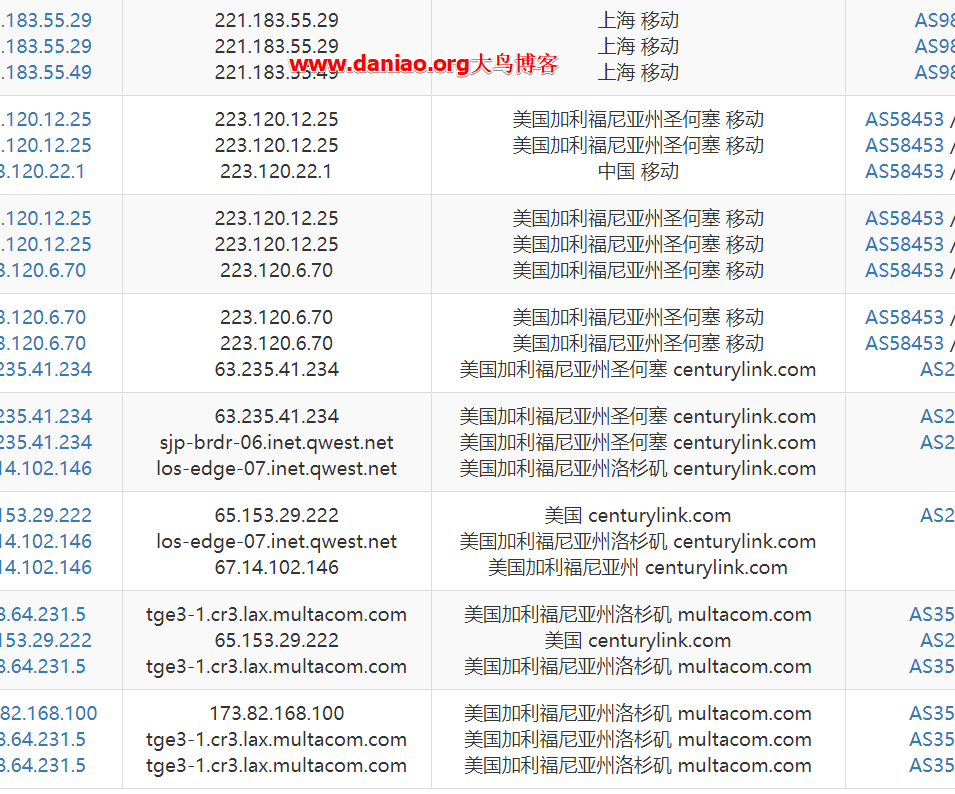 .183.55.29 221.183.55.29 上海 移动 AS98
.183.55.29 221.183.55.29 上海 移动 AS98
www.daniao.org大鸟博客
.183.55.49 221.183.55.49 上海 移动 AS98
.120.12.25 223.120.12.25 美国加利福尼亚州圣何塞 移动 AS58453 /
.120.12.25 223.120.12.25 美国加利福尼亚州圣何塞 移动 AS58453 /
3.120.22.1 223.120.22.1 中国 移动 AS58453 /
.120.12.25 223.120.12.25 美国加利福尼亚州圣何塞 移动 AS58453 /
.120.12.25 223.120.12.25 美国加利福尼亚州圣何塞 移动 AS58453 /
3.120.6.70 223.120.6.70 美国加利福尼亚州圣何塞 移动 AS58453 /
3.120.6.70 223.120.6.70 美国加利福尼亚州圣何塞 移动 AS58453 /
3.120.6.70 223.120.6.70 美国加利福尼亚州圣何塞 移动 AS58453 /
235.41.234 63.235.41.234 美国加利福尼亚州圣何塞 centurylink.com AS2
235.41.234 63.235.41.234 美国加利福尼亚州圣何塞 centurylink.com AS2
235.41.234 sjp-brdr-06.inet.qwest.net 美国加利福尼亚州圣何塞 centurylink.com AS2
14.102.146 los-edge-07.inet.qwest.net 美国加利福尼亚州洛杉矶 centurylink.com
153.29.222 65.153.29.222 美国 centurylink.com AS2
14.102.146 los-edge-07.inet.qwest.net 美国加利福尼亚州洛杉矶 centurylink.com
14.102.146 67.14.102.146 美国加利福尼亚州 centurylink.com
3.64.231.5 tge3-1.cr3.lax.multacom.com 美国加利福尼亚州洛杉矶 multacom.com AS35
153.29.222 65.153.29.222 美国 centurylink.com AS2
3.64.231.5 tge3-1.cr3.lax.multacom.com 美国加利福尼亚州洛杉矶 multacom.com AS35
82.168.100 173.82.168.100 美国加利福尼亚州洛杉矶 multacom.com AS35
3.64.231.5 tge3-1.cr3.lax.multacom.com 美国加利福尼亚州洛杉矶 multacom.com AS35
3.64.231.5 tge3-1.cr3.lax.multacom.com 美国加利福尼亚州洛杉矶 multacom.com AS35